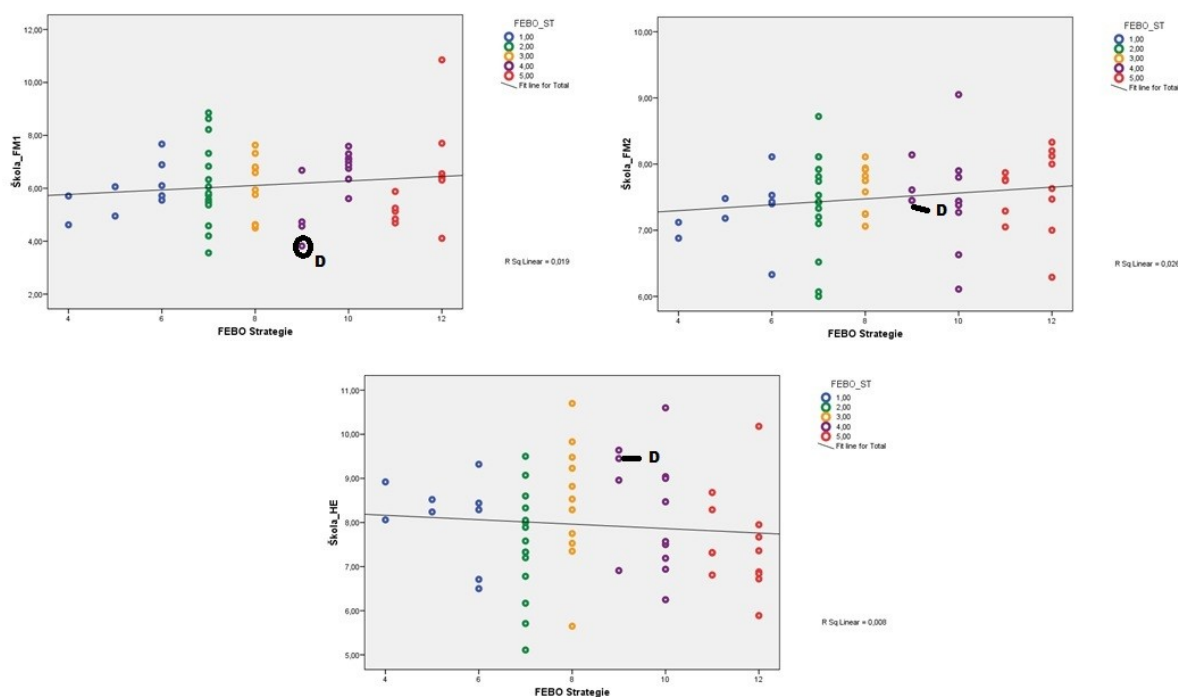 12,00
10,00
8,00
6,00
4,00
2,00
Škola_FM1
4
6
8
10
12
FEBO Strategie
D
FEBO_ST
1,00
2,00
3,00
4,00
5,00
Fit line for Total
R Sq Linear = 0,019
10,00
9,00
8,00
7,00
6,00
Škola_FM2
4
6
8
10
12
FEBO Strategie
D
FEBO_ST
1,00
2,00
3,00
4,00
5,00
Fit line for Total
R Sq Linear = 0,026
11,00
10,00
9,00
8,00
7,00
6,00
5,00
Škola_HE
4
6
8
10
12
FEBO Strategie
D
FEBO_ST
1,00
2,00
3,00
4,00
5,00
Fit line for Total
R Sq Linear = 0,008